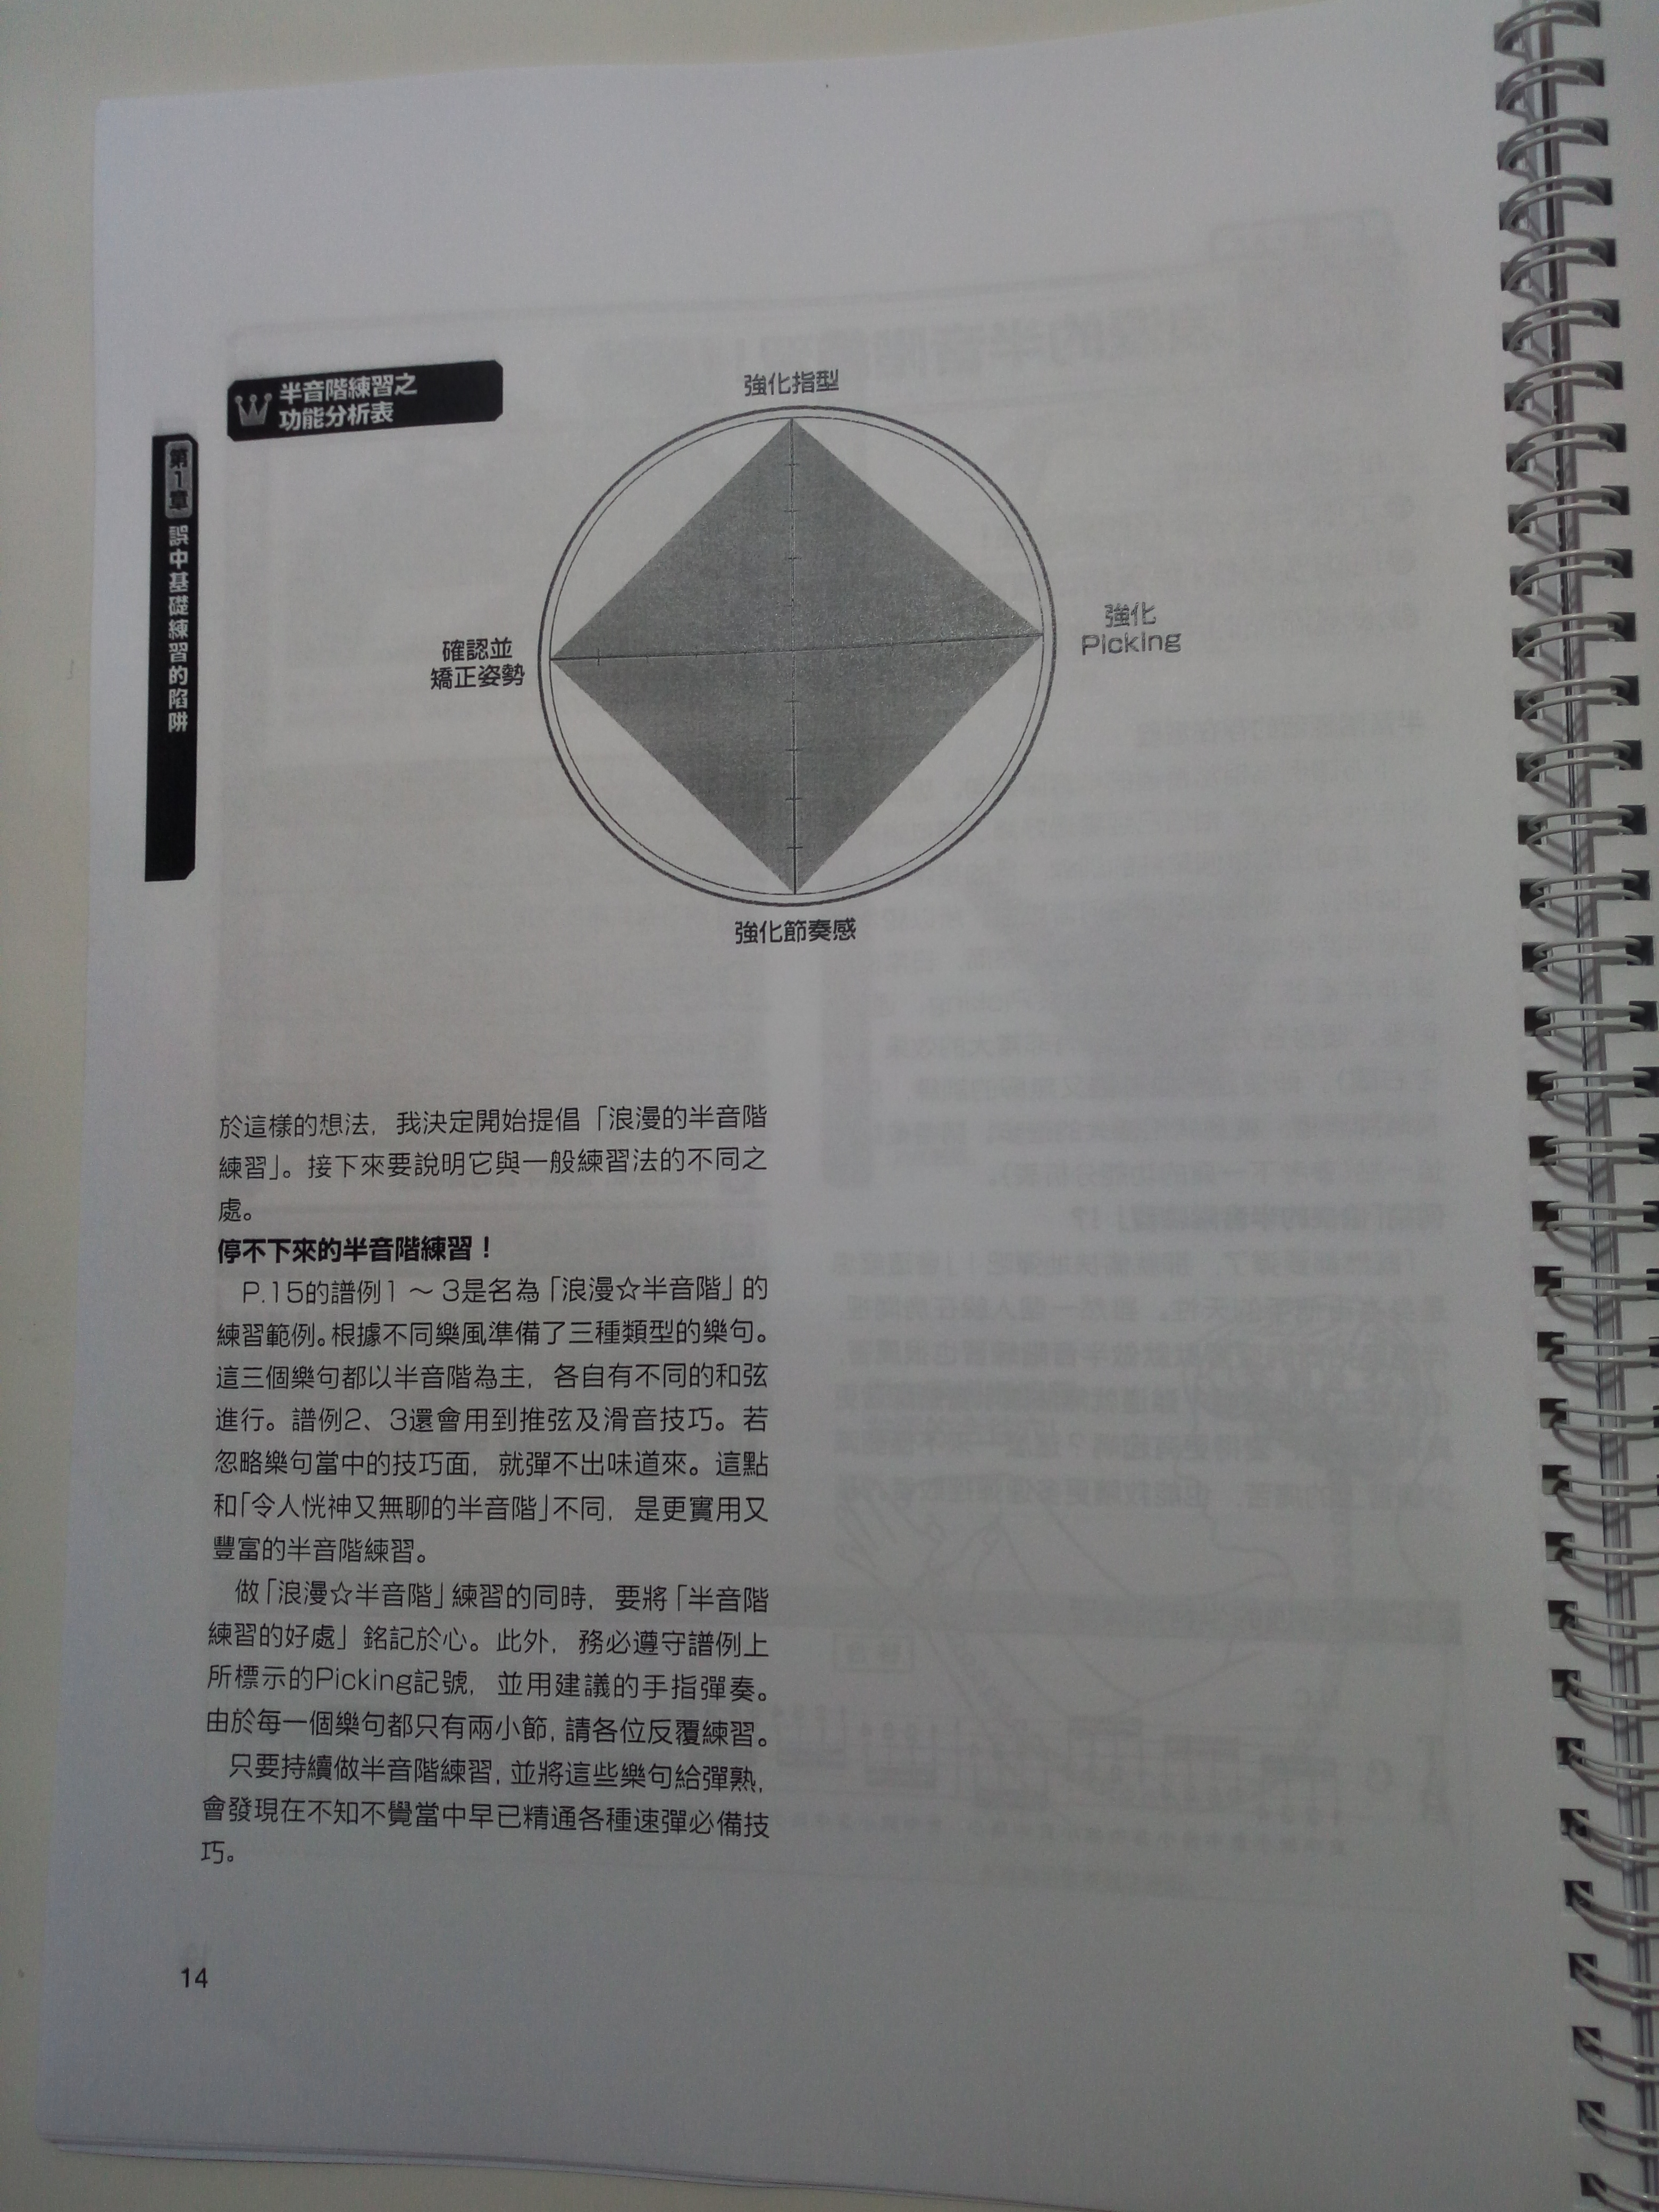 半音階練習之
功能分析表
第1章 誤中基礎練習的陷阱
強化指型
強化
Picking
確認並
矯正姿勢
強化節奏感
於這樣的想法，我決定開始提倡「浪漫的半音階
練習」。接下來要說明它與一般練習法的不同之
處。
停不下來的半音階練習！
P.15的譜例1～3是名為「浪漫☆半音階」的
練習範例。根據不同樂風準備了三種類型的樂句。
這三個樂句都以半音階為主，各自有不同的和弦
進行。譜例2、3還會用到推弦及滑音技巧。若
忽略樂句當中的技巧面，就彈不出味道來。這點
和「令人恍神又無聊的半音階」不同，是更實用又
豐富的半音階練習。
做「浪漫☆半音階」練習的同時，要將「半音階
練習的好處」銘記於心。此外，務必遵守譜例上
所標示的Picking記號，並用建議的手指彈奏。
由於每一個樂句都只有兩小節，請各位反覆練習。
只要持續做半音階練習，並將這些樂句給彈熟，
會發現在不知不覺當中早已精通各種速彈必備技
巧。
14